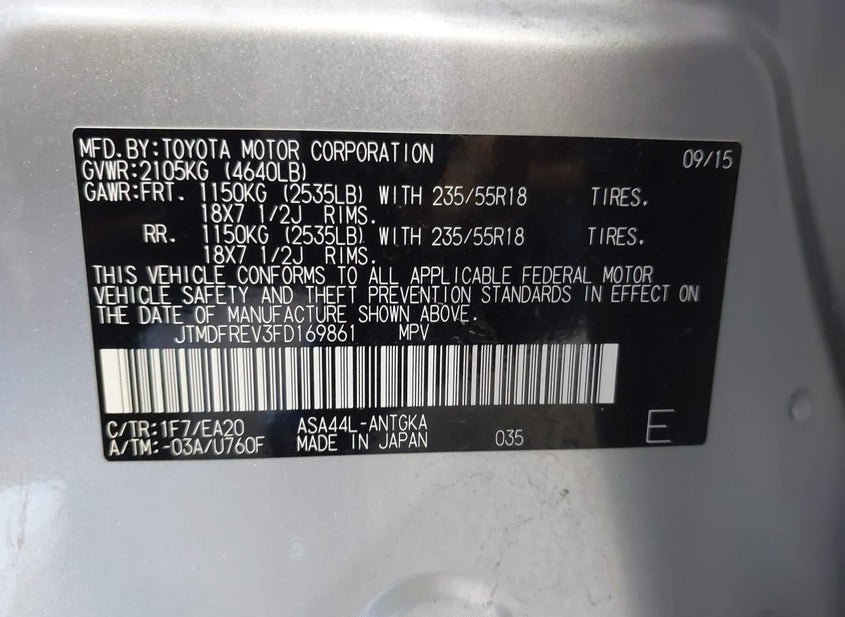 MFD.BY:TOYOTA MOTOR CORPORATION 09/15
GVWR:2105KG (4640LB)
GAWR:FRT. 1150KG (2535LB) WITH 235/55R18 TIRES.
18X7 1/2J RIMS.
RR. 1150KG (2535LB) WITH 235/55R18 TIRES.
18X7 1/2J RIMS.
THIS VEHICLE CONFORMS TO ALL APPLICABLE FEDERAL MOTOR
VEHICLE SAFETY AND THEFT PREVENTION STANDARDS IN EFFECT ON
THE DATE OF MANUFACTURE SHOWN ABOVE.
JTMDFREV3FD169861 MPV
C/TR:1F7/EA20 ASA44L-ANTGKA
A/TM:-03A/U760F MADE IN JAPAN 035 E